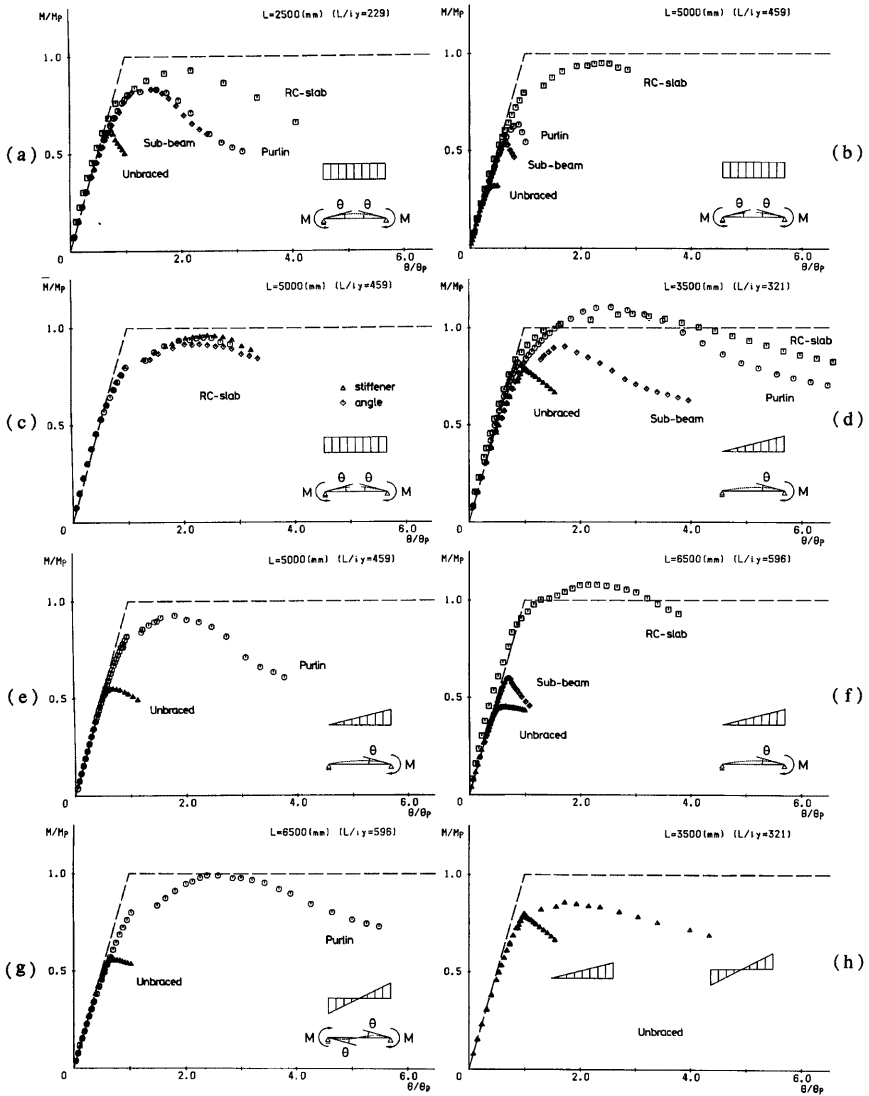 M/Mp L=2500(mm) (L/iy=229)
1.0
0.5
0
2.0 4.0 6.0
θ/θp
RC-slab
Sub-beam
Purlin
Unbraced
M θ θ M
(a)
L=5000(mm) (L/iy=459)
M/Mp
1.0
0.5
0
2.0 4.0 6.0
θ/θp
RC-slab
Purlin
Sub-beam
Unbraced
M θ θ M
(b)
M/Mp L=5000(mm) (L/iy=459)
1.0
0.5
0
2.0 4.0 6.0
θ/θp
RC-slab
stiffener
angle
M θ θ M
(c)
M/Mp L=3500(mm) (L/iy=321)
1.0
0.5
0
2.0 4.0 6.0
θ/θp
RC-slab
Purlin
Unbraced
Sub-beam
θ M
(d)
M/Mp L=5000(mm) (L/iy=459)
1.0
0.5
0
2.0 4.0 6.0
θ/θp
Purlin
Unbraced
θ M
(e)
M/Mp L=6500(mm) (L/iy=596)
1.0
0.5
0
2.0 4.0 6.0
θ/θp
RC-slab
Sub-beam
Unbraced
θ M
(f)
M/Mp L=6500(mm) (L/iy=596)
1.0
0.5
0
2.0 4.0 6.0
θ/θp
Purlin
Unbraced
M θ θ M
(g)
M/Mp L=3500(mm) (L/iy=321)
1.0
0.5
0
2.0 4.0 6.0
θ/θp
Unbraced
(h)